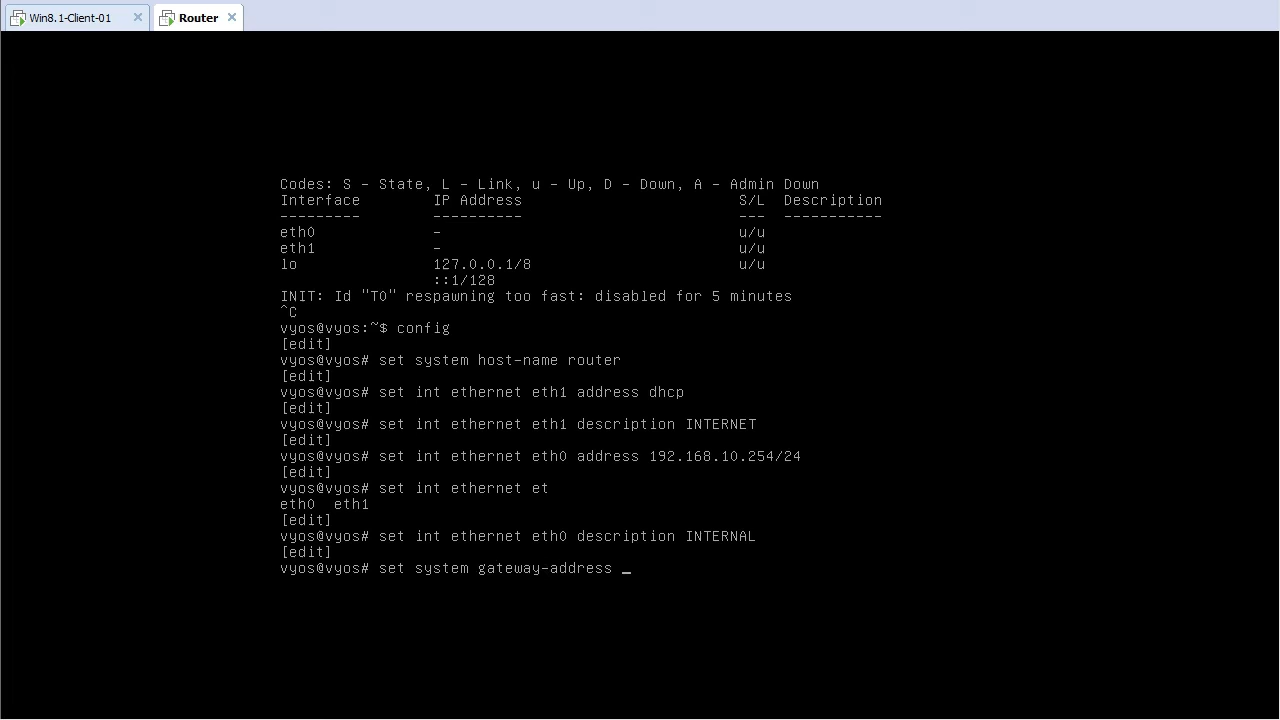 Win8.1-Client-01 × Router ×
Codes: S - State, L - Link, u - Up, D - Down, A - Admin Down
Interface IP Address S/L Description
--------- ---------- --- -----------
eth0 - u/u
eth1 - u/u
lo 127.0.0.1/8 u/u
::1/128
INIT: Id "T0" respawning too fast: disabled for 5 minutes
^C
vyos@vyos:~$ config
[edit]
vyos@vyos# set system host-name router
[edit]
vyos@vyos# set int ethernet eth1 address dhcp
[edit]
vyos@vyos# set int ethernet eth1 description INTERNET
[edit]
vyos@vyos# set int ethernet eth0 address 192.168.10.254/24
[edit]
vyos@vyos# set int ethernet et
eth0 eth1
[edit]
vyos@vyos# set int ethernet eth0 description INTERNAL
[edit]
vyos@vyos# set system gateway-address _